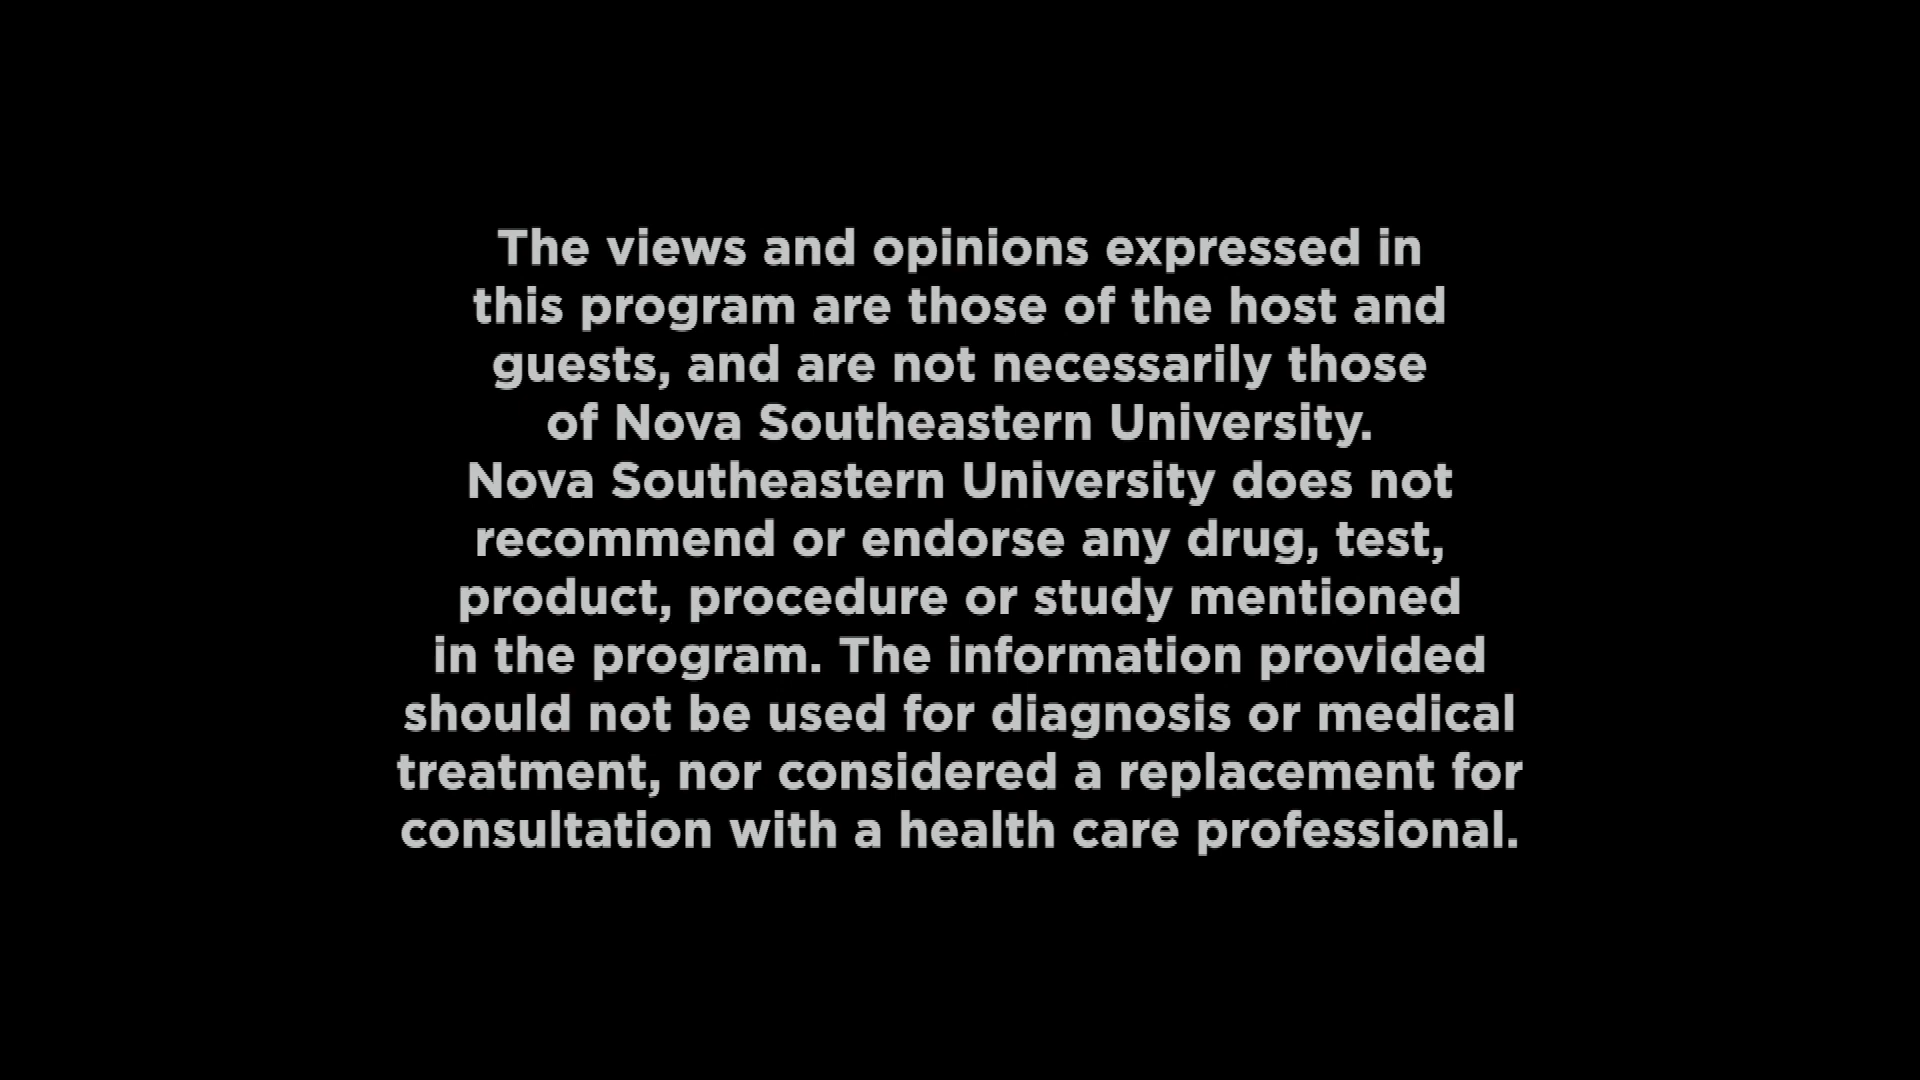 The views and opinions expressed in
this program are those of the host and
guests, and are not necessarily those
of Nova Southeastern University.
Nova Southeastern University does not
recommend or endorse any drug, test,
product, procedure or study mentioned
in the program. The information provided
should not be used for diagnosis or medical
treatment, nor considered a replacement for
consultation with a health care professional.